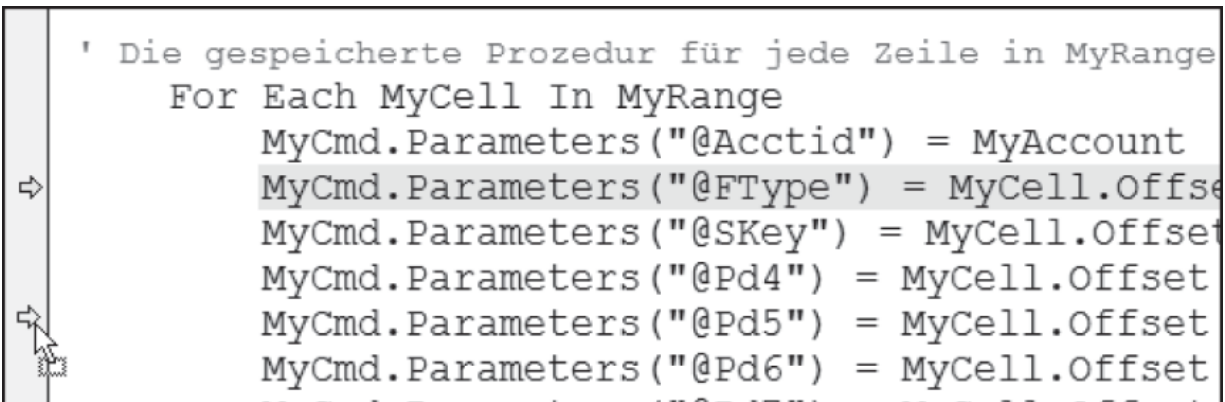 ' Die gespeicherte Prozedur für jede Zeile in MyRange
For Each MyCell In MyRange
MyCmd.Parameters("@Acctid") = MyAccount
MyCmd.Parameters("@FType") = MyCell.Offse
MyCmd.Parameters("@SKey") = MyCell.Offset
MyCmd.Parameters("@Pd4") = MyCell.Offset
MyCmd.Parameters("@Pd5") = MyCell.Offset
MyCmd.Parameters("@Pd6") = MyCell.Offset